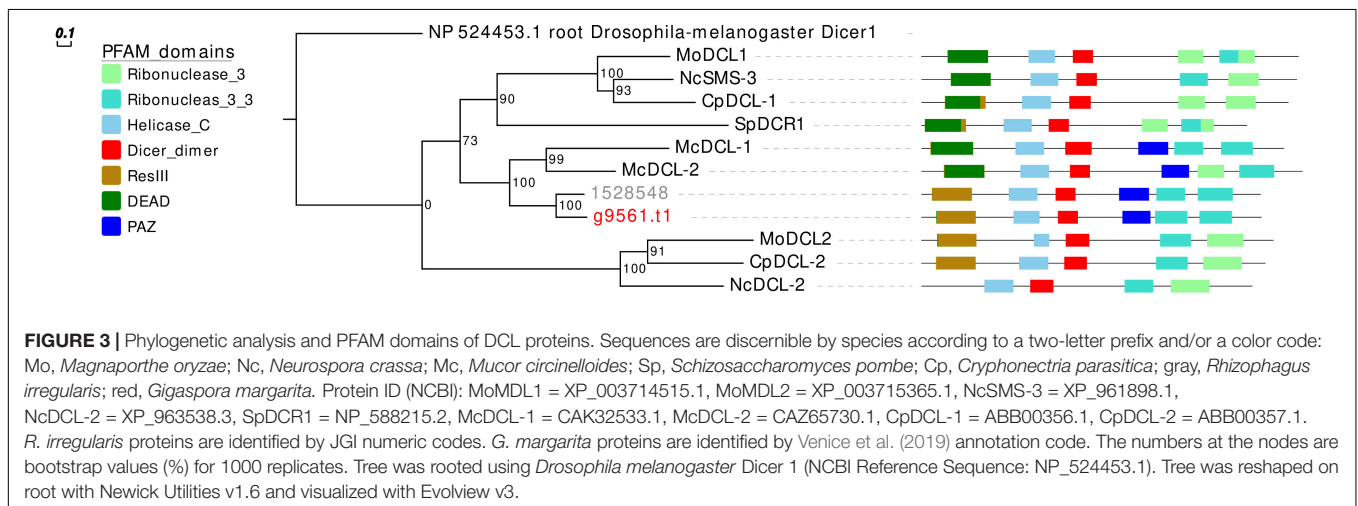 0.1
PFAM_domains
Ribonuclease_3
Ribonucleas_3_3
Helicase_C
Dicer_dimer
ResIII
DEAD
PAZ
NP 524453.1 root Drosophila-melanogaster Dicer1
MoDCL1
100
NcSMS-3
93
CpDCL-1
90
SpDCR1
73
McDCL-1
99
McDCL-2
100
1528548
100
g9561.t1
0
MoDCL2
91
CpDCL-2
100
NcDCL-2
FIGURE 3 | Phylogenetic analysis and PFAM domains of DCL proteins. Sequences are discernible by species according to a two-letter prefix and/or a color code:
Mo, Magnaporthe oryzae; Nc, Neurospora crassa; Mc, Mucor circinelloides; Sp, Schizosaccharomyces pombe; Cp, Cryphonectria parasitica; gray, Rhizophagus
irregularis; red, Gigaspora margarita. Protein ID (NCBI): MoMDL1 = XP_003714515.1, MoMDL2 = XP_003715365.1, NcSMS-3 = XP_961898.1,
NcDCL-2 = XP_963538.3, SpDCR1 = NP_588215.2, McDCL-1 = CAK32533.1, McDCL-2 = CAZ65730.1, CpDCL-1 = ABB00356.1, CpDCL-2 = ABB00357.1.
R. irregularis proteins are identified by JGI numeric codes. G. margarita proteins are identified by Venice et al. (2019) annotation code. The numbers at the nodes are
bootstrap values (%) for 1000 replicates. Tree was rooted using Drosophila melanogaster Dicer 1 (NCBI Reference Sequence: NP_524453.1). Tree was reshaped on
root with Newick Utilities v1.6 and visualized with Evolview v3.